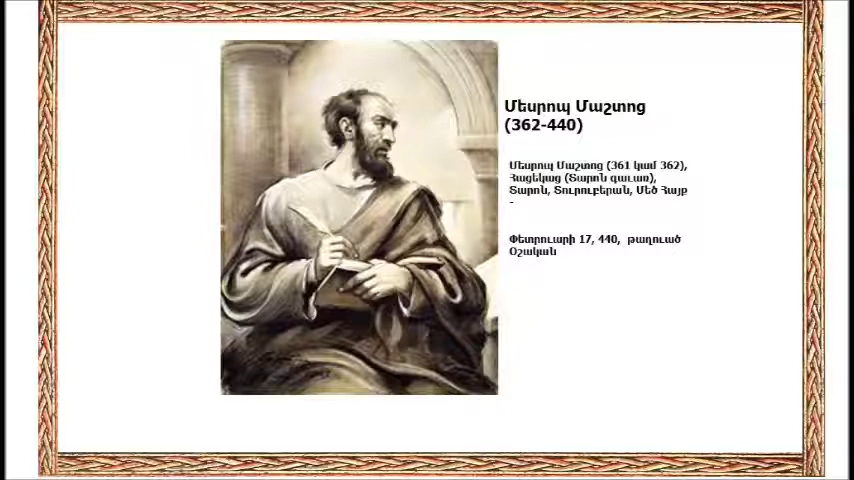 Մեսրոպ Մաշտոց
(362-440)
Մեսրոպ Մաշտոց (361 կամ 362),
Հացեկաց (Տարոն գաւառ),
Տարոն, Տուրուբերան, Մեծ Հայք
-
Փետրուարի 17, 440, թաղուած
Օշական